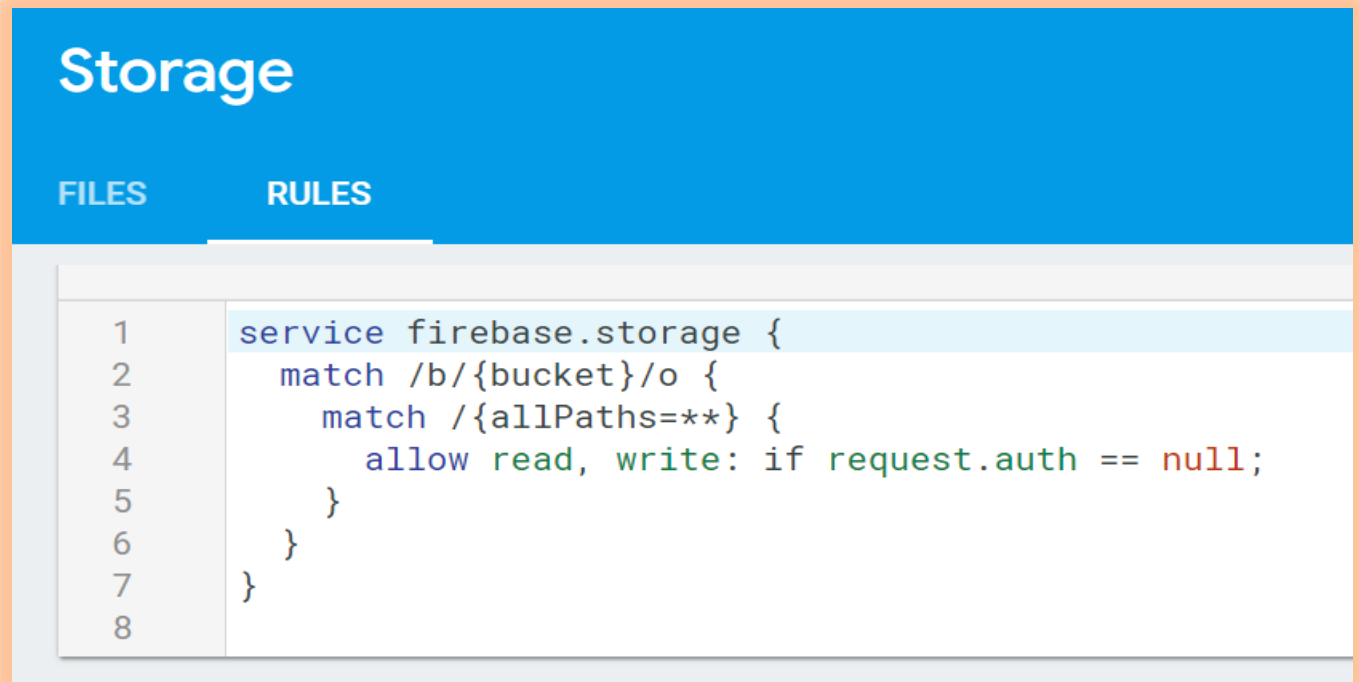 Storage
FILES RULES
1 service firebase.storage {
2   match /b/{bucket}/o {
3     match /{allPaths=**} {
4       allow read, write: if request.auth == null;
5     }
6   }
7 }
8